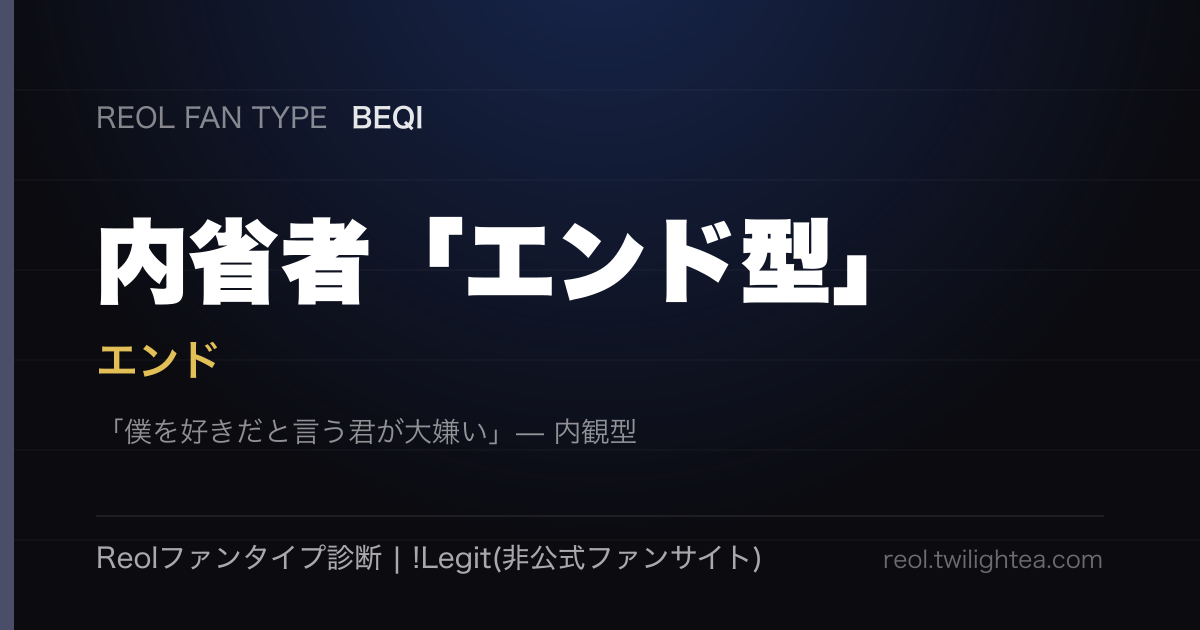 REOL FAN TYPE BEQI
内省者「エンド型」
エンド
「僕を好きだと言う君が大嫌い」— 内観型
Reolファンタイプ診断 | !Legit(非公式ファンサイト)
reol.twilightea.com